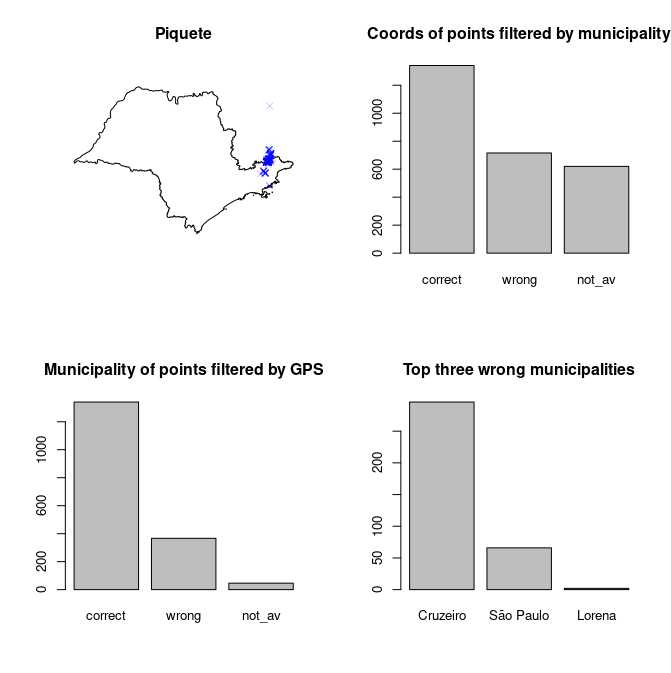 Piquete
Coords of points filtered by municipality
0
200
600
1000
correct
wrong
not_av
Municipality of points filtered by GPS
0
200
600
1000
correct
wrong
not_av
Top three wrong municipalities
0
50
100
200
Cruzeiro
São Paulo
Lorena